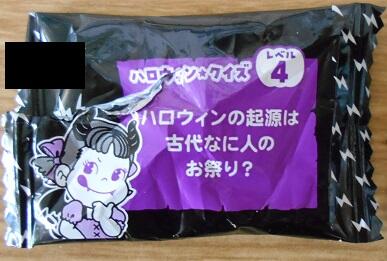 ハロウィン★クイズ
レベル
4
ハロウィンの起源は
古代なに人の
お祭り？